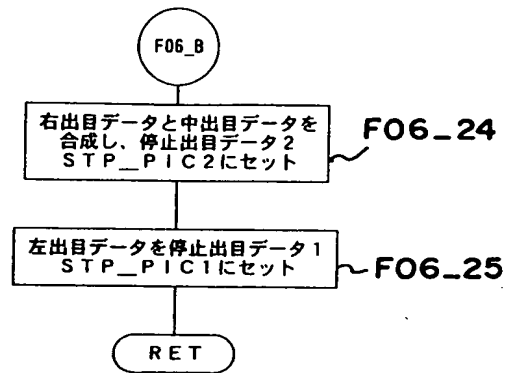 F06_B
右出目データと中出目データを
合成し、停止出目データ2
STP__PIC2にセット
F06_24
左出目データを停止出目データ1
STP__PIC1にセット
F06_25
RET